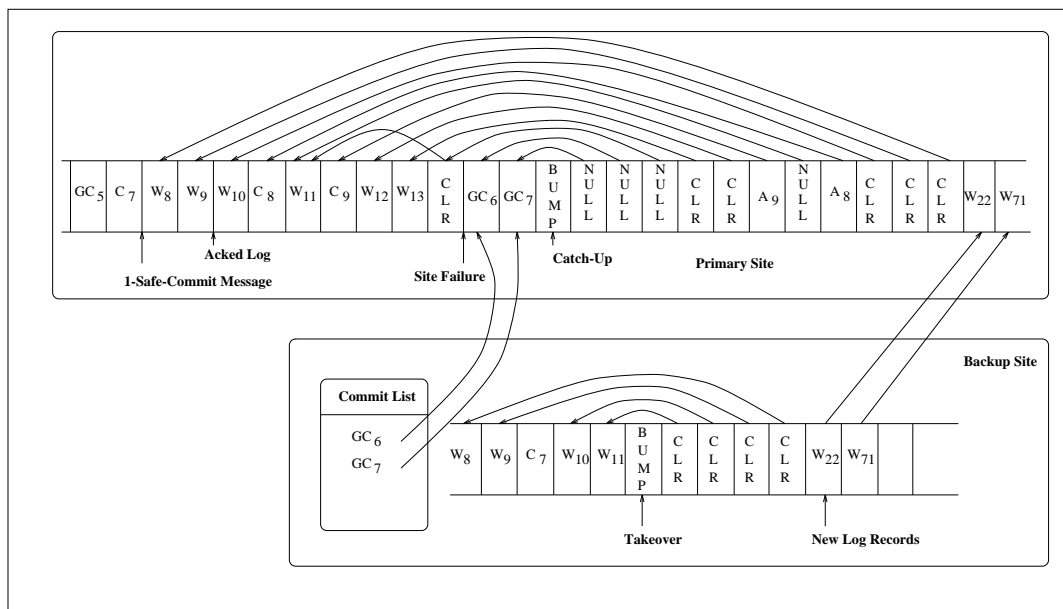 GC5 C7 W8 W9 W10 C8 W11 C9 W12 W13 CLR GC6 GC7 BUMP NULL NULL NULL CLR CLR A9 NULL A8 CLR CLR CLR W22 W71
Acked Log
1-Safe-Commit Message
Site Failure
Catch-Up
Primary Site
Backup Site
Commit List
GC6
GC7
W8 W9 C7 W10 W11 BUMP CLR CLR CLR CLR W22 W71
Takeover
New Log Records